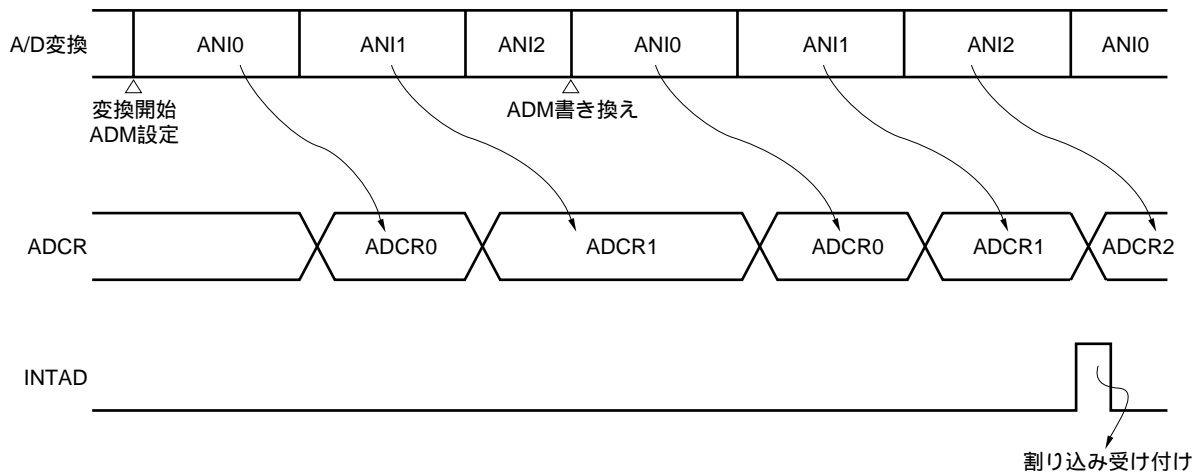 A/D変換 ANI0 ANI1 ANI2 ANI0 ANI1 ANI2 ANI0
変換開始
ADM設定
ADM書き換え
ADCR ADCR0 ADCR1 ADCR0 ADCR1 ADCR2
INTAD
割り込み受け付け